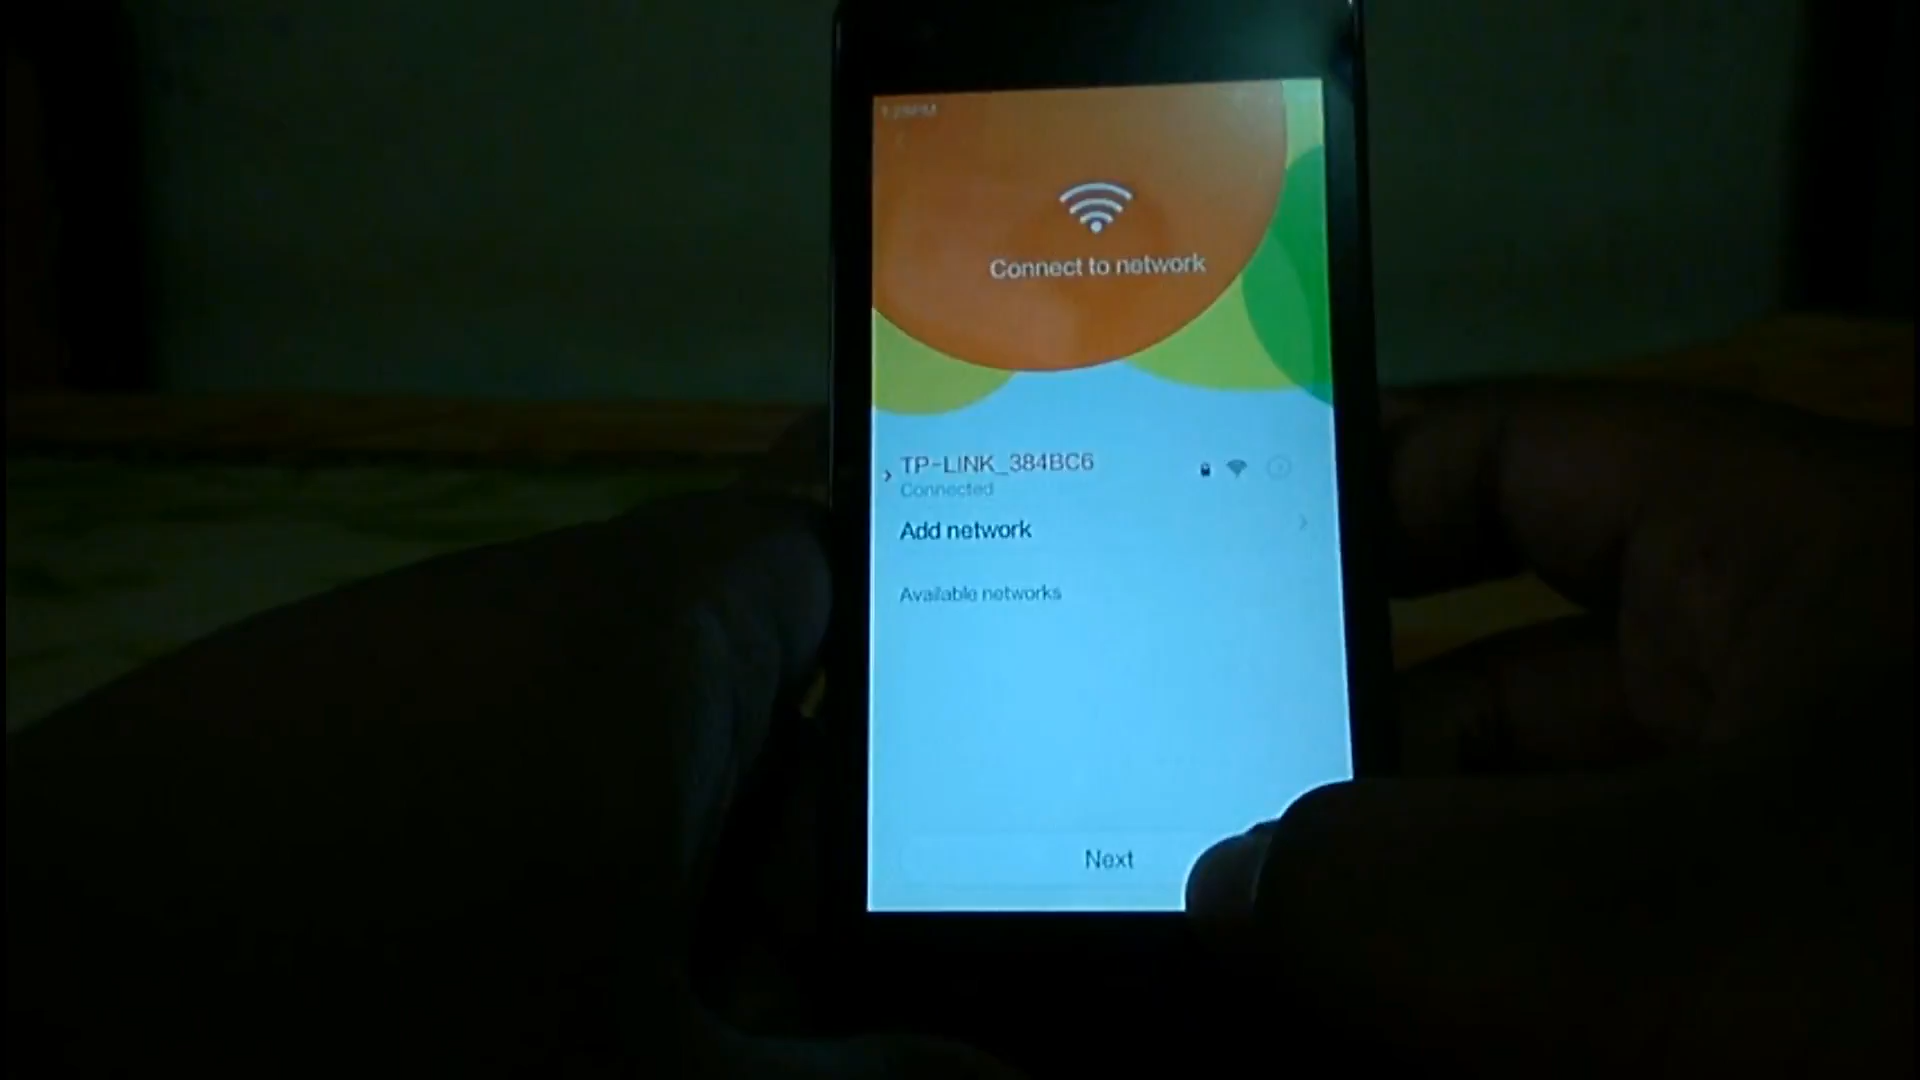 Connect to network
TP-LINK_384BC6
Connected
Add network
Available networks
Next